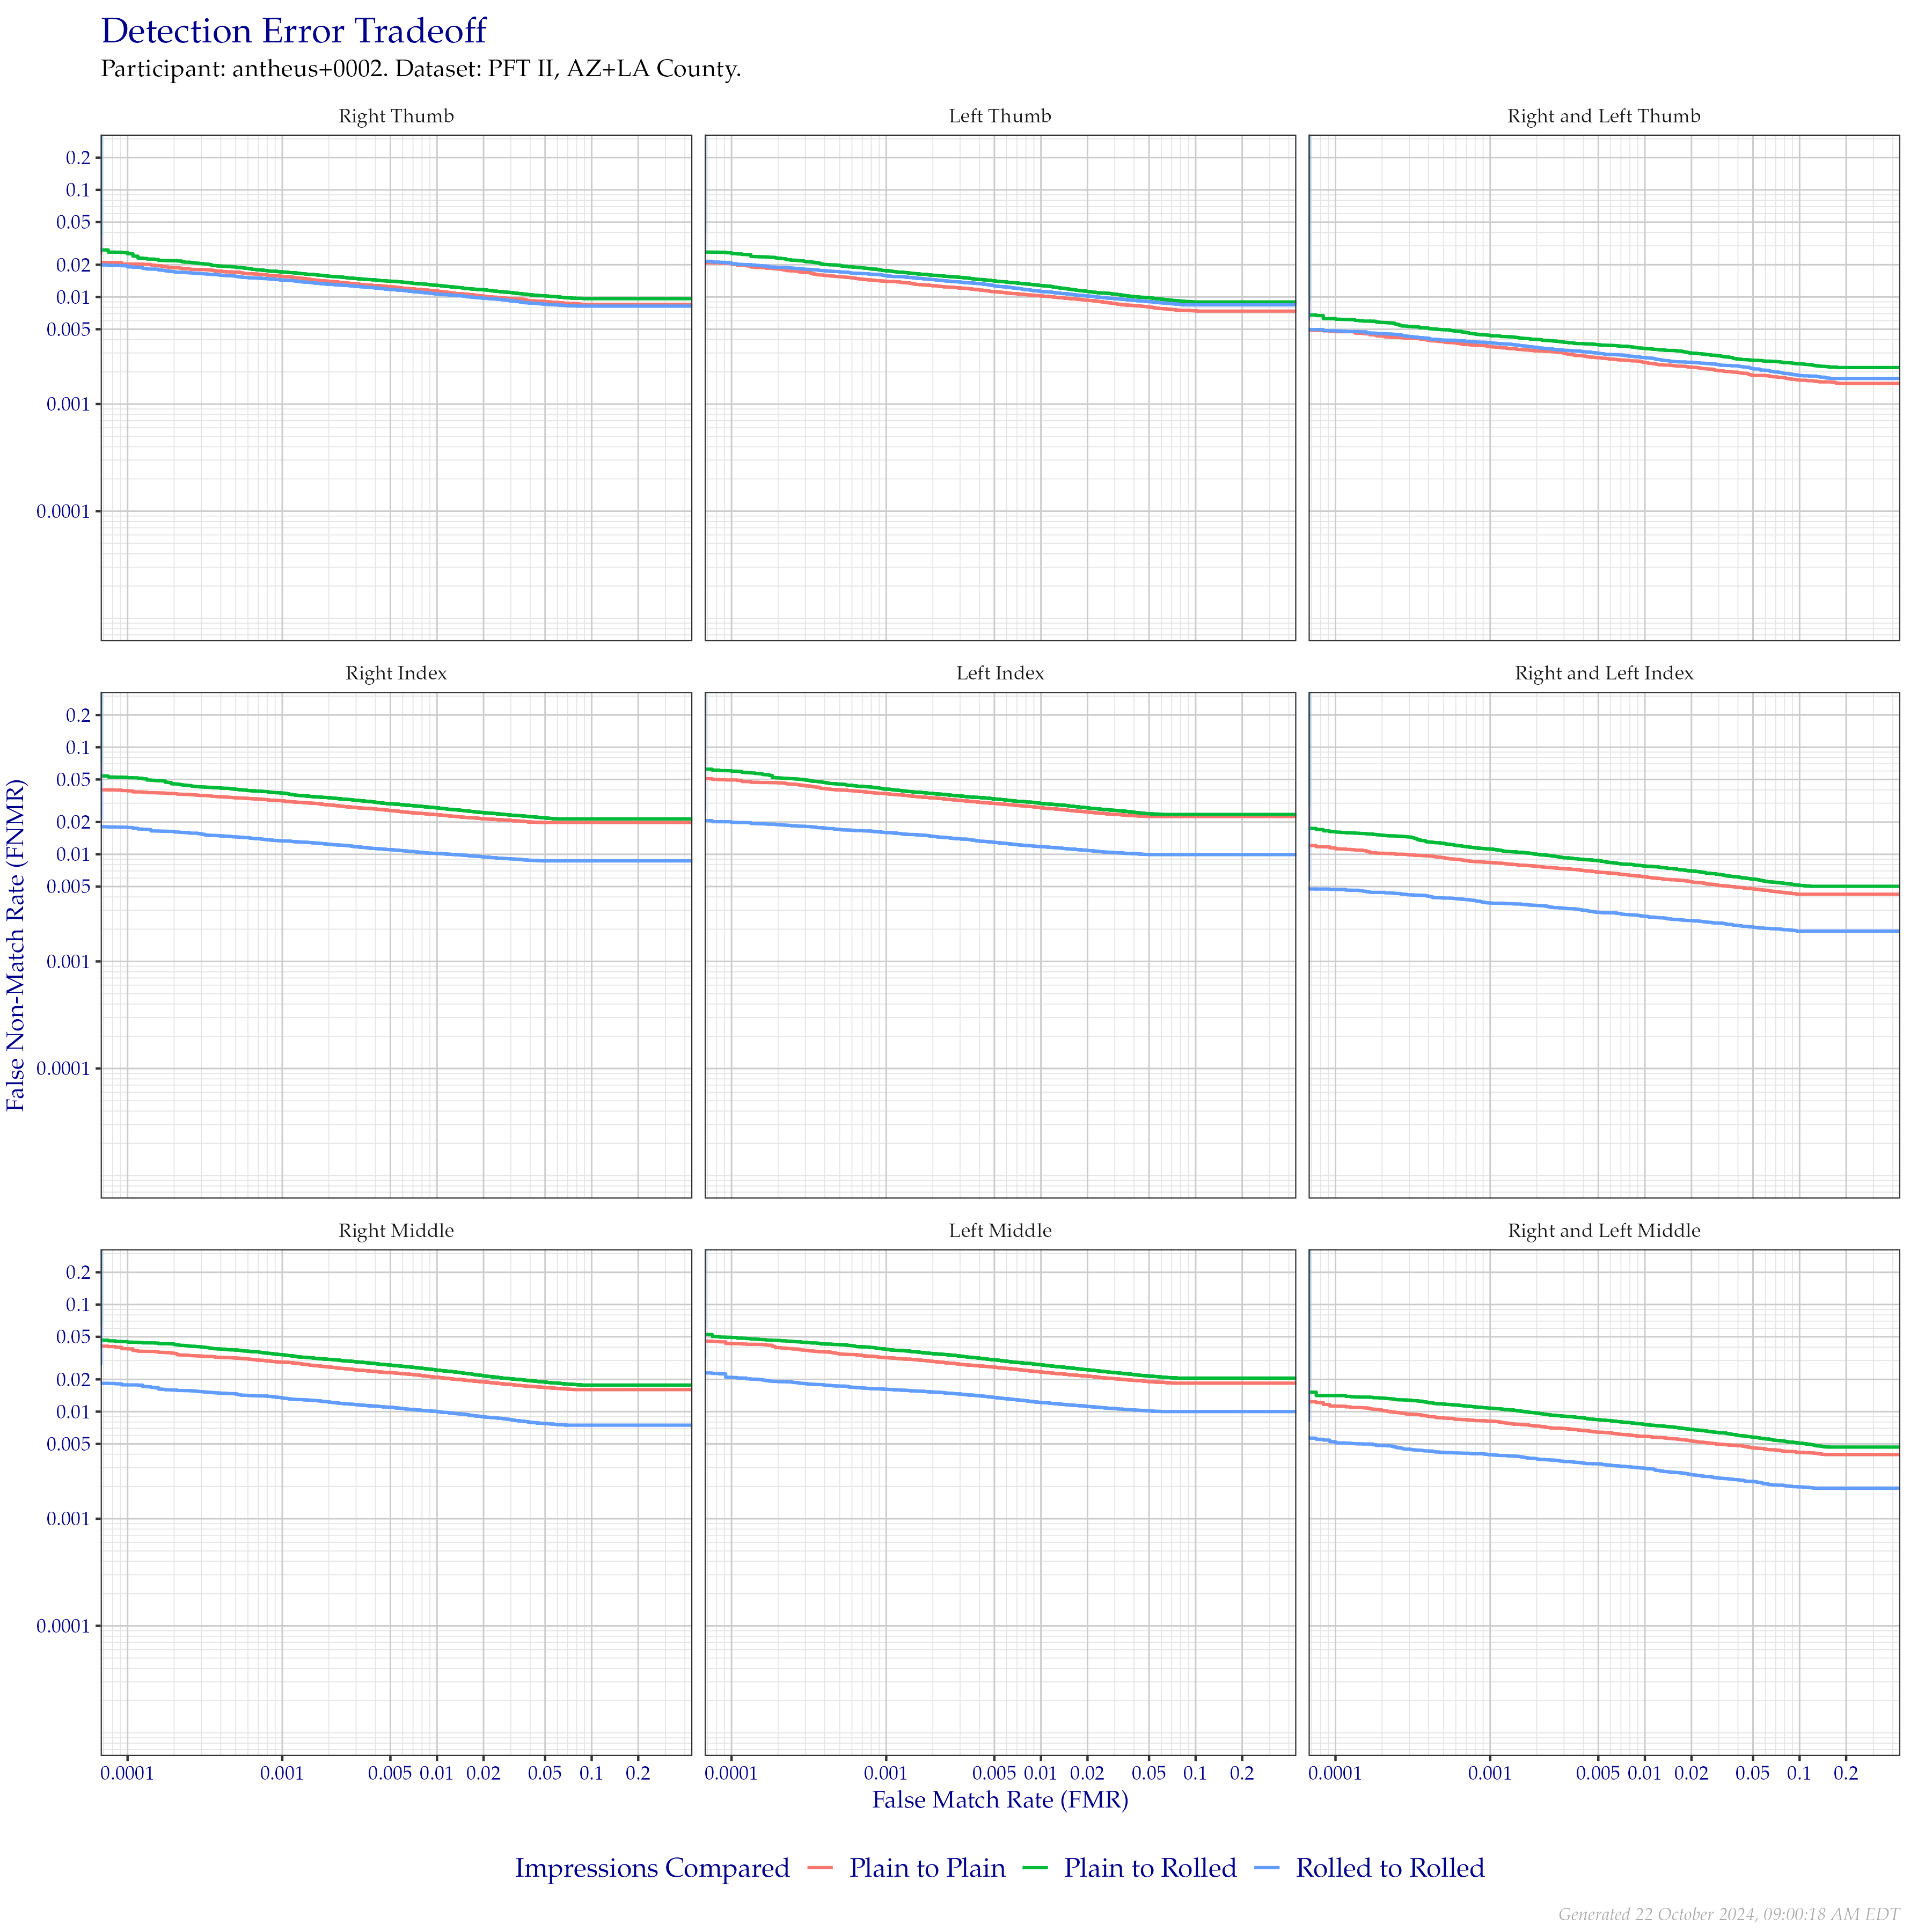 Detection Error Tradeoff
Participant: antheus+0002. Dataset: PFT II, AZ+LA County.
Right Thumb
Left Thumb
Right and Left Thumb
0.2
0.1
0.05
0.02
0.01
0.005
0.001
0.0001
Right Index
Left Index
Right and Left Index
0.2
0.1
0.05
0.02
0.01
0.005
0.001
0.0001
False Non-Match Rate (FNMR)
Right Middle
Left Middle
Right and Left Middle
0.2
0.1
0.05
0.02
0.01
0.005
0.001
0.0001
0.0001 0.001 0.005 0.01 0.02 0.05 0.1 0.2
0.0001 0.001 0.005 0.01 0.02 0.05 0.1 0.2
0.0001 0.001 0.005 0.01 0.02 0.05 0.1 0.2
False Match Rate (FMR)
Impressions Compared Plain to Plain Plain to Rolled Rolled to Rolled
Generated 22 October 2024, 09:00:18 AM EDT